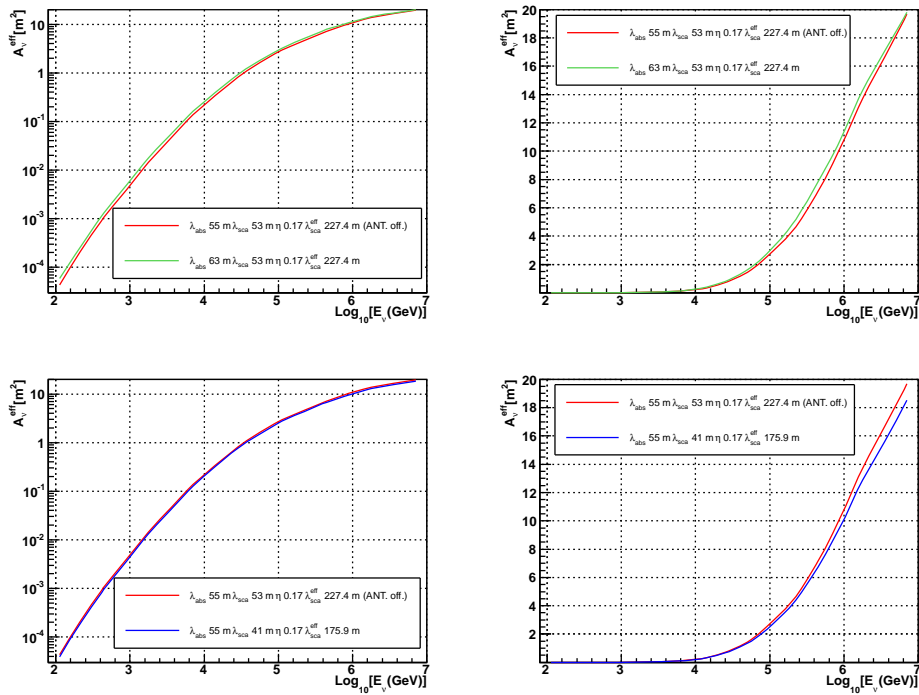 A_ν^eff [m²]
10
1
10⁻¹
10⁻²
10⁻³
10⁻⁴
λ_abs 55 m λ_sca 53 m η 0.17 λ_sca^eff 227.4 m (ANT. off.)
λ_abs 63 m λ_sca 53 m η 0.17 λ_sca^eff 227.4 m
2 3 4 5 6 7
Log₁₀[E_ν(GeV)]
A_ν^eff [m²]
20
18
16
14
12
10
8
6
4
2
λ_abs 55 m λ_sca 53 m η 0.17 λ_sca^eff 227.4 m (ANT. off.)
λ_abs 63 m λ_sca 53 m η 0.17 λ_sca^eff 227.4 m
2 3 4 5 6 7
Log₁₀[E_ν(GeV)]
A_ν^eff [m²]
10
1
10⁻¹
10⁻²
10⁻³
10⁻⁴
λ_abs 55 m λ_sca 53 m η 0.17 λ_sca^eff 227.4 m (ANT. off.)
λ_abs 55 m λ_sca 41 m η 0.17 λ_sca^eff 175.9 m
2 3 4 5 6 7
Log₁₀[E_ν(GeV)]
A_ν^eff [m²]
20
18
16
14
12
10
8
6
4
2
λ_abs 55 m λ_sca 53 m η 0.17 λ_sca^eff 227.4 m (ANT. off.)
λ_abs 55 m λ_sca 41 m η 0.17 λ_sca^eff 175.9 m
2 3 4 5 6 7
Log₁₀[E_ν(GeV)]